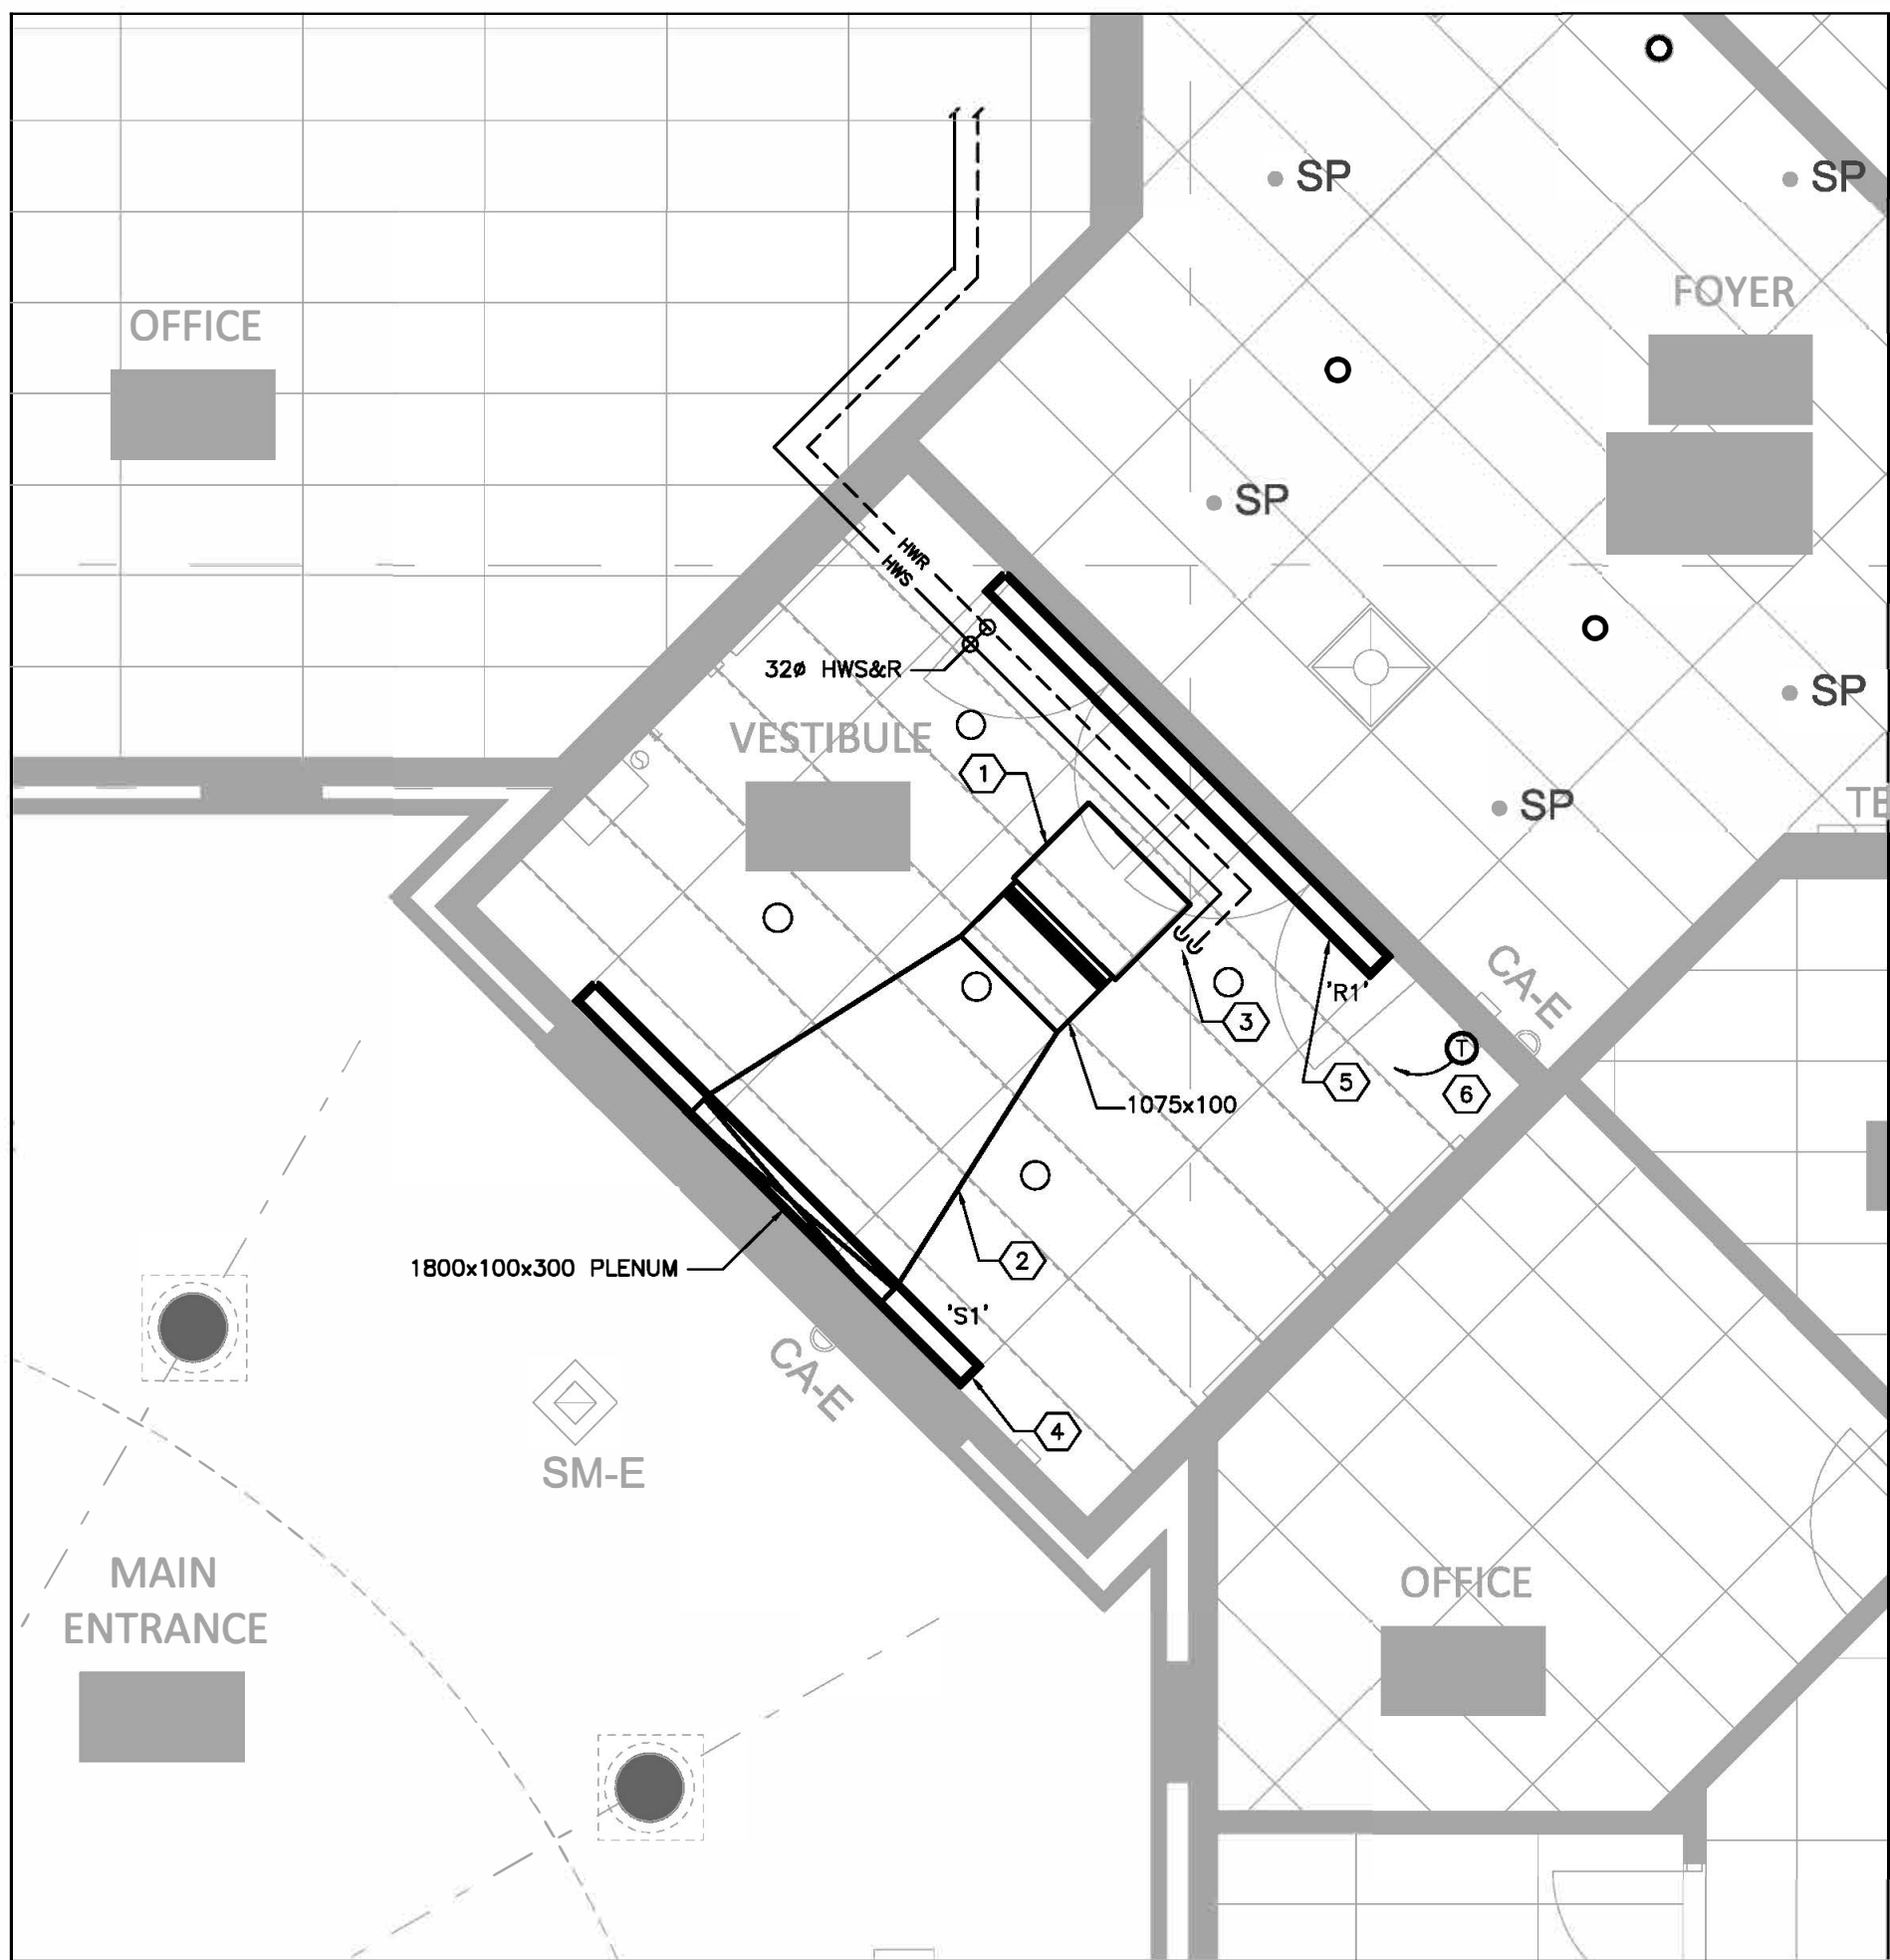 SP
SP
FOYER
OFFICE
SP
HWR
HWS
32ø HWS&R
SP
VESTIBULE
1
SP
TE
CA-E
'R1'
3
T
5
6
1075x100
2
1800x100x300 PLENUM
'S1'
CA-E
4
SM-E
MAIN
ENTRANCE
OFFICE